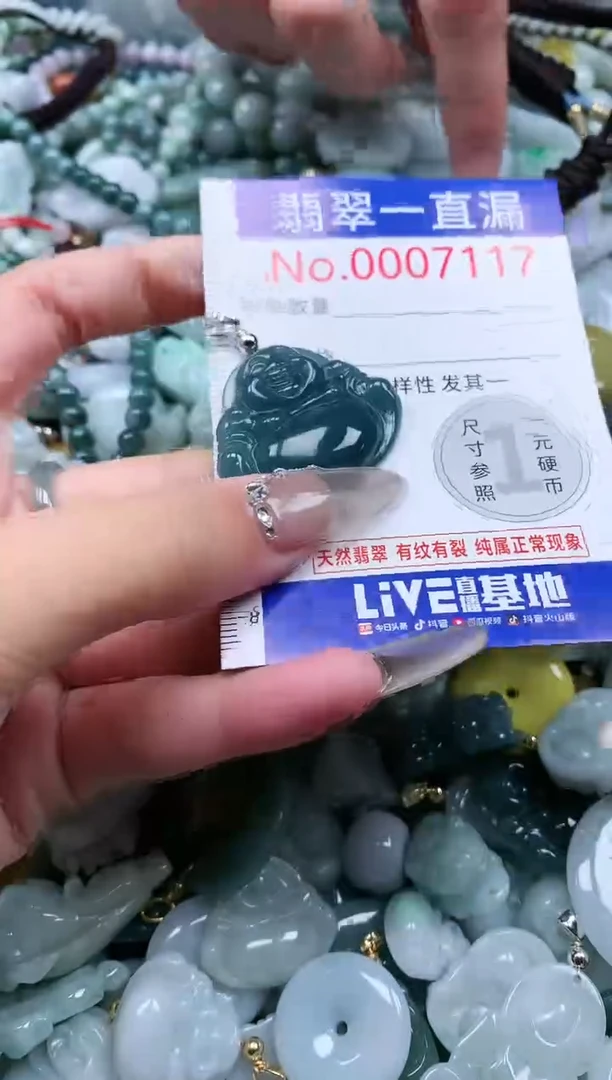 翡翠一直漏
No.0007117
数量
样性 发其一
尺寸参照
1
一元硬币
天然翡翠 有纹有裂 纯属正常现象
LiVE直播基地
今日头条 抖音 西瓜视频 抖音火山版